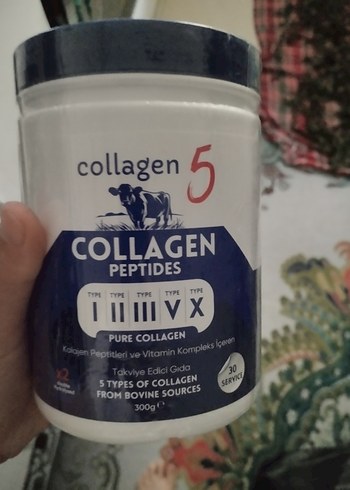 collagen 5
COLLAGEN
PEPTIDES
TYPE TYPE TYPE TYPE TYPE
I II III V X
PURE COLLAGEN
Kolajen Peptitleri ve Vitamin Kompleks İçeren
Takviye Edici Gıda
5 TYPES OF COLLAGEN
FROM BOVINE SOURCES
300g
30
SERVICE
x2